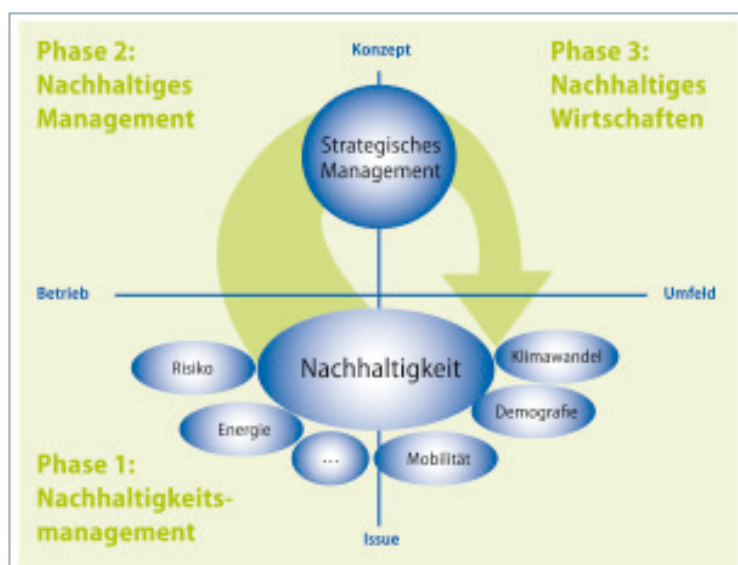 Phase 2:
Nachhaltiges
Management
Konzept
Phase 3:
Nachhaltiges
Wirtschaften
Strategisches
Management
Betrieb
Umfeld
Nachhaltigkeit
Risiko
Klimawandel
Energie
Demografie
...
Mobilität
Phase 1:
Nachhaltigkeits-
management
Issue